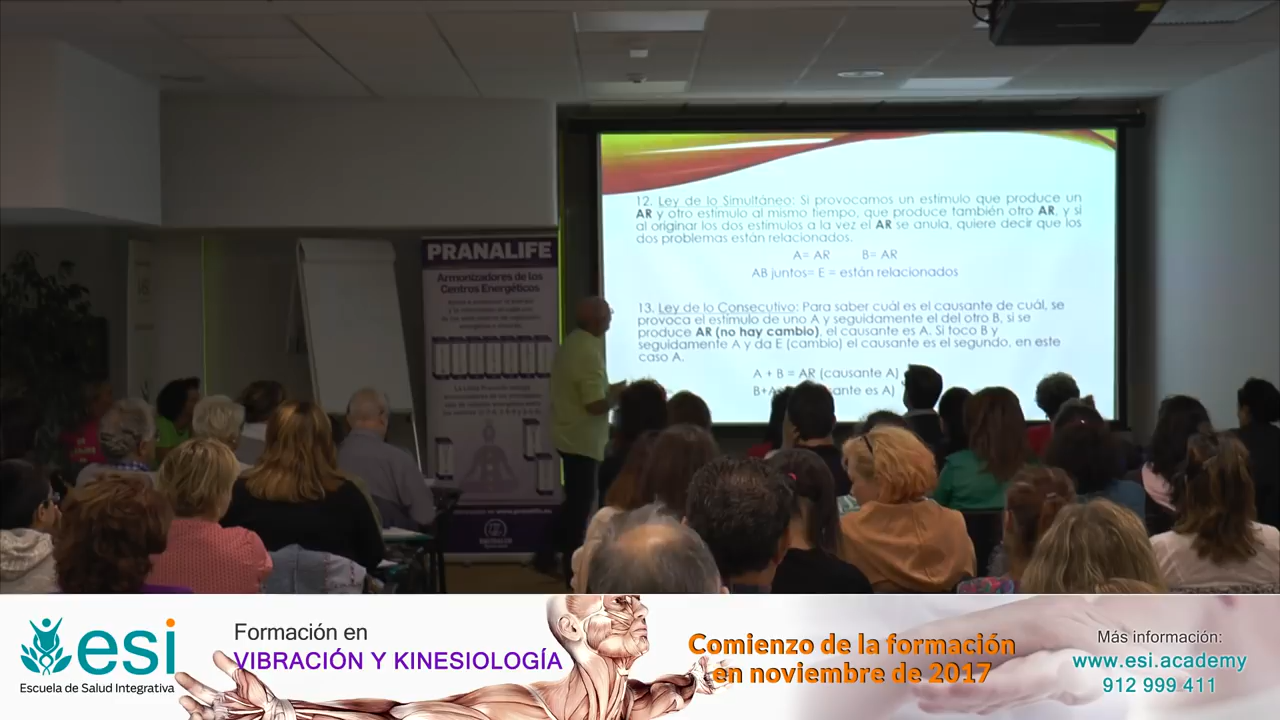 12. Ley de lo Simultáneo: Si provocamos un estímulo que produce un
AR y otro estímulo al mismo tiempo, que produce también otro AR, y si
al originar los dos estímulos a la vez el AR se anula, quiere decir que los
dos problemas están relacionados.
A= AR B= AR
AB juntos= E = están relacionados
13. Ley de lo Consecutivo: Para saber cuál es el causante de cuál, se
provoca el estímulo de uno A y seguidamente el del otro B, si se
produce AR (no hay cambio), el causante es A. Si toco B y
seguidamente A y da E (cambio) el causante es el segundo, en este
caso A.
A + B = AR (causante A)
es A)
PRANALIFE
Armonizadores de los
Centros Energéticos
esi
Escuela de Salud Integrativa
Formación en
VIBRACIÓN Y KINESIOLOGÍA
Comienzo de la formación
en noviembre de 2017
Más información:
www.esi.academy
912 999 411